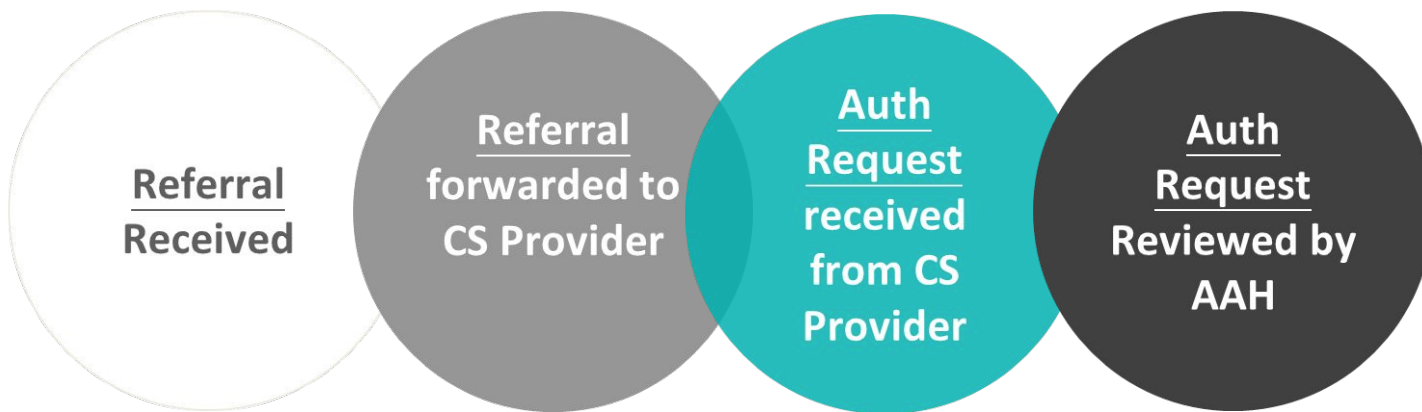 Referral
Received
Referral
forwarded to
CS Provider
Auth
Request
received
from CS
Provider
Auth
Request
Reviewed by
AAH